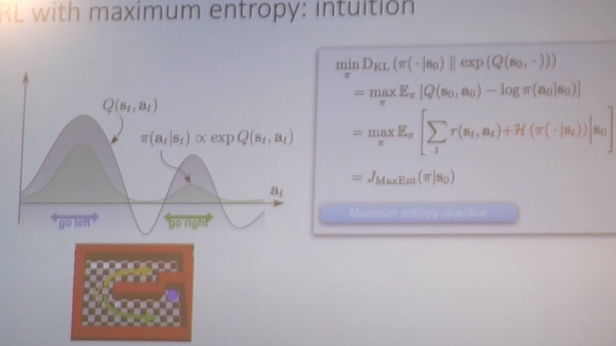 RL with maximum entropy: intuition
Q(s_t, a_t)
π(a_t|s_t) ∝ exp Q(s_t, a_t)
a_t
go left
go right
min_π D_KL (π( · |s_0) ∥ exp (Q(s_0, · )))
= max_π E_π [Q(s_0, a_0) − log π(a_0|s_0)]
= max_π E_π [∑_t r(s_t, a_t)+H (π( · |s_t)) | s_0]
= J_MaxEnt(π|s_0)
Maximum entropy objective